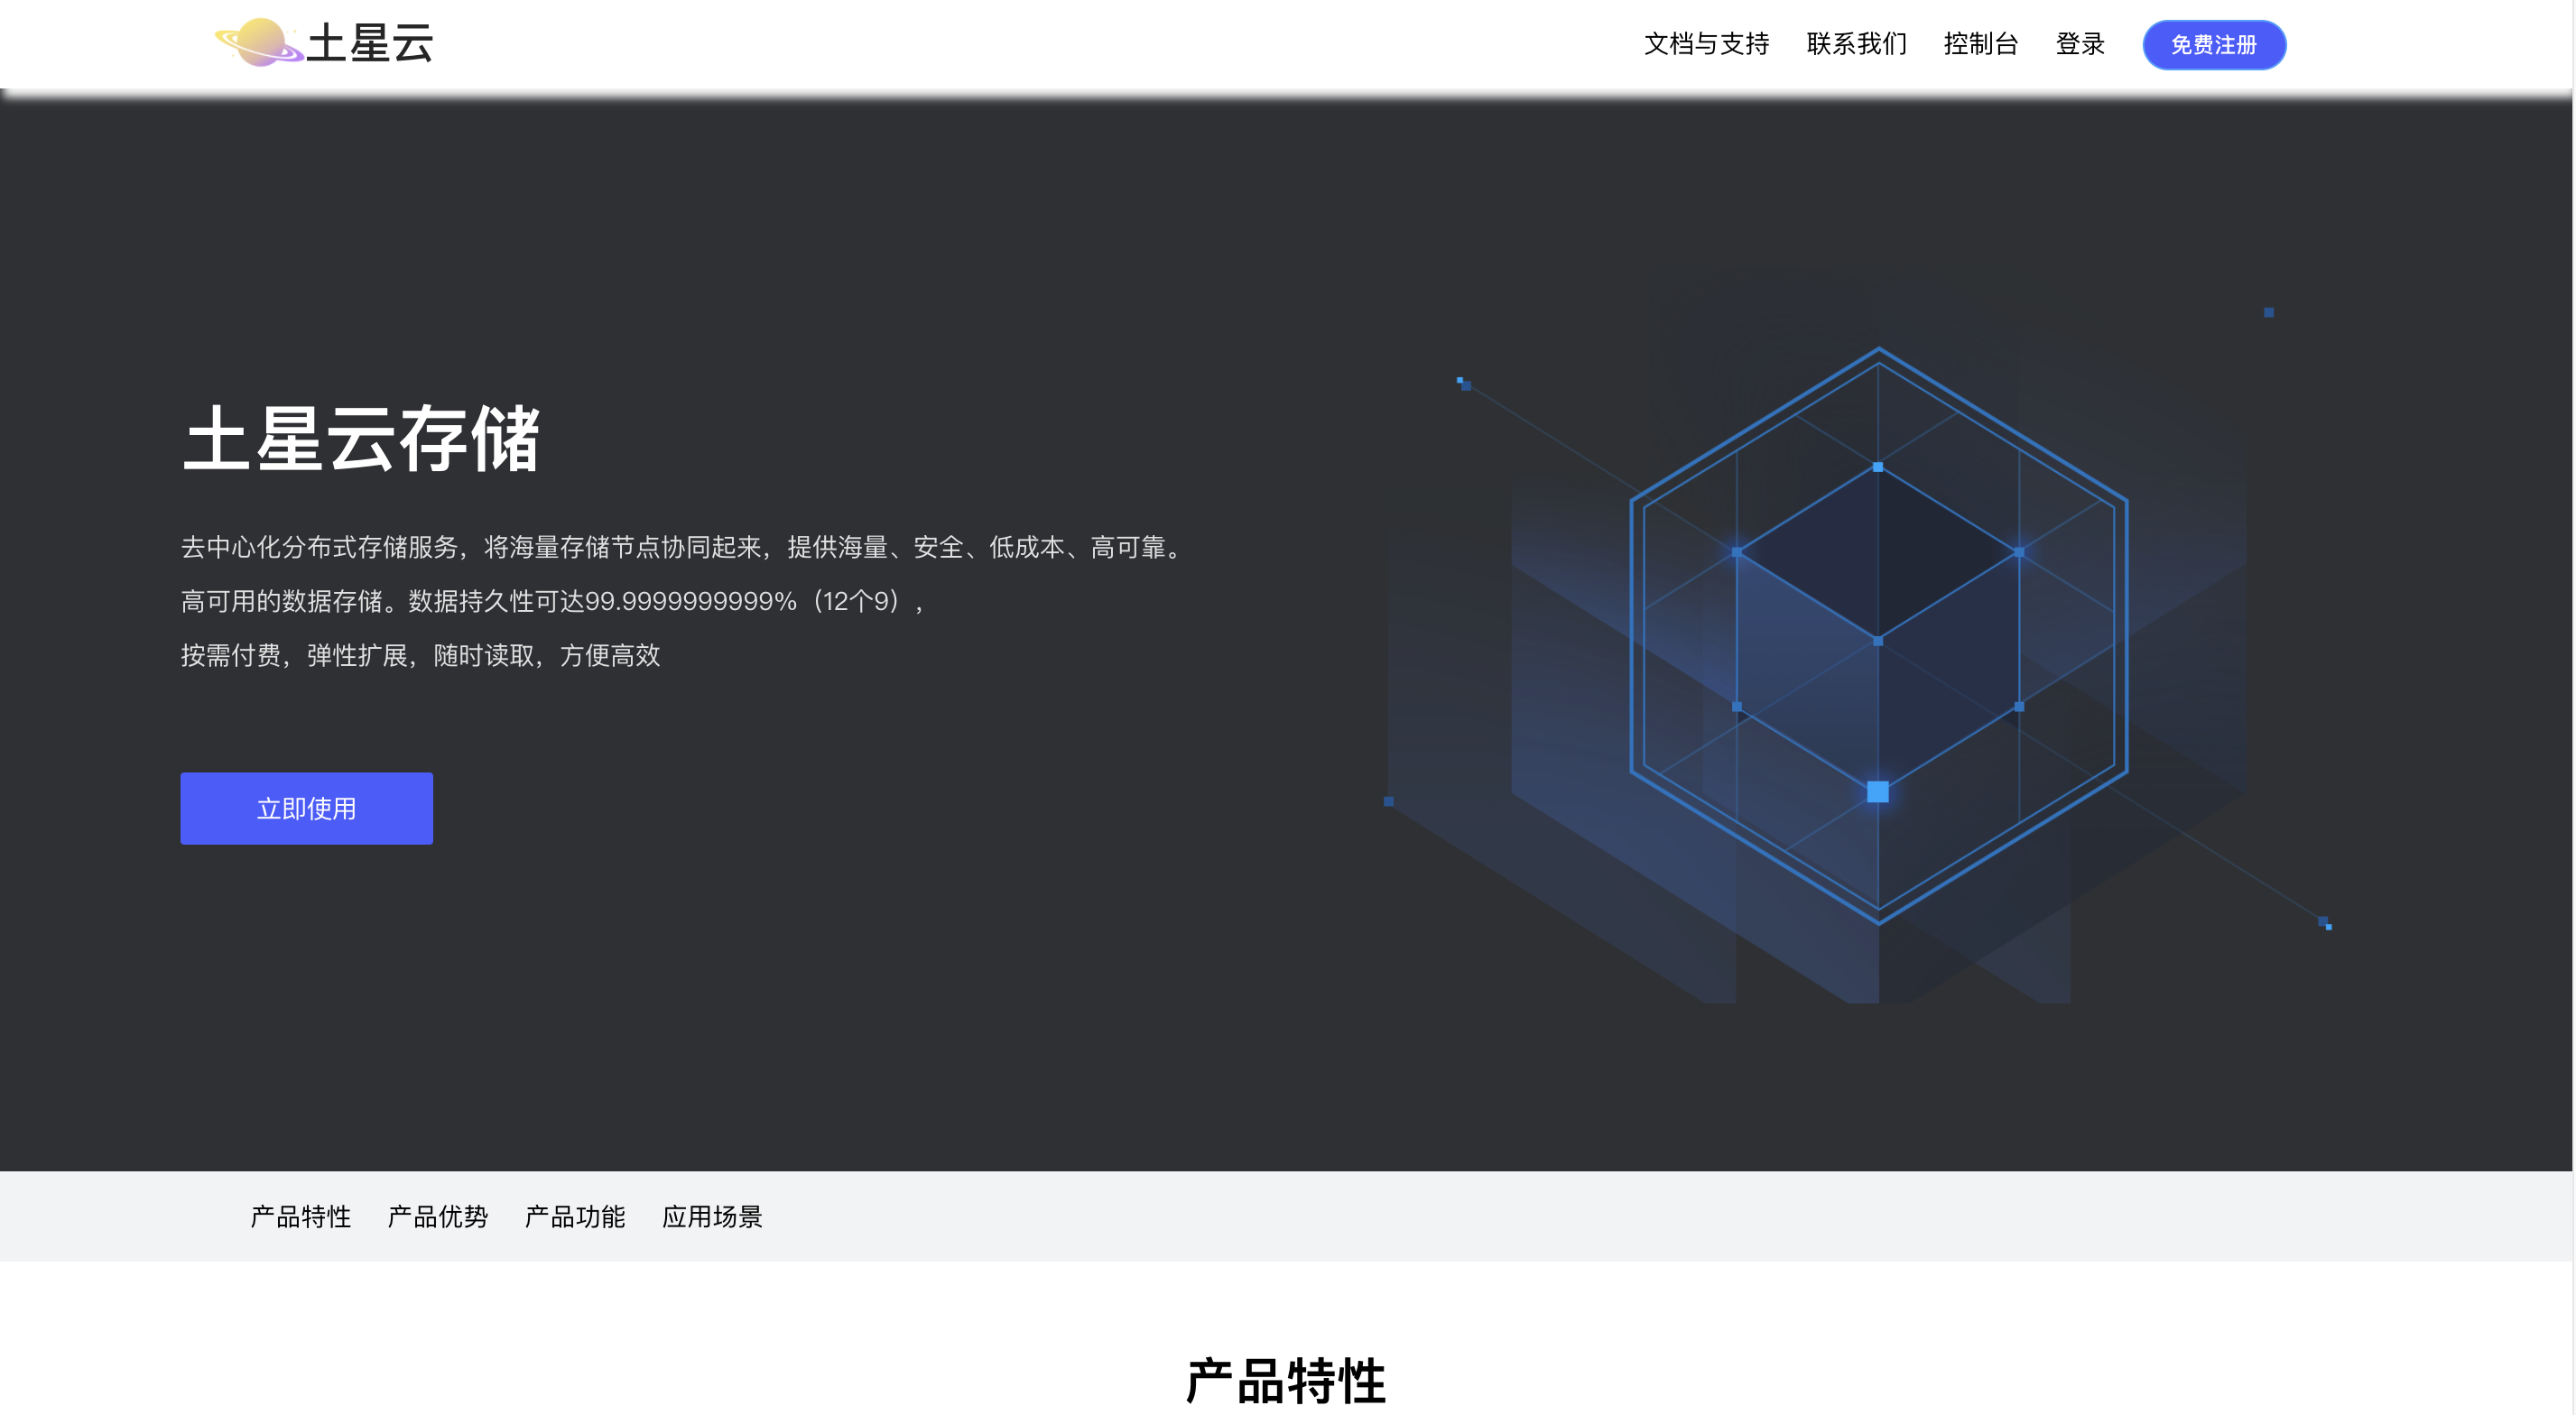 土星云
文档与支持 联系我们 控制台 登录 免费注册
土星云存储
去中心化分布式存储服务，将海量存储节点协同起来，提供海量、安全、低成本、高可靠。
高可用的数据存储。数据持久性可达99.9999999999%（12个9），
按需付费，弹性扩展，随时读取，方便高效
立即使用
产品特性 产品优势 产品功能 应用场景
产品特性